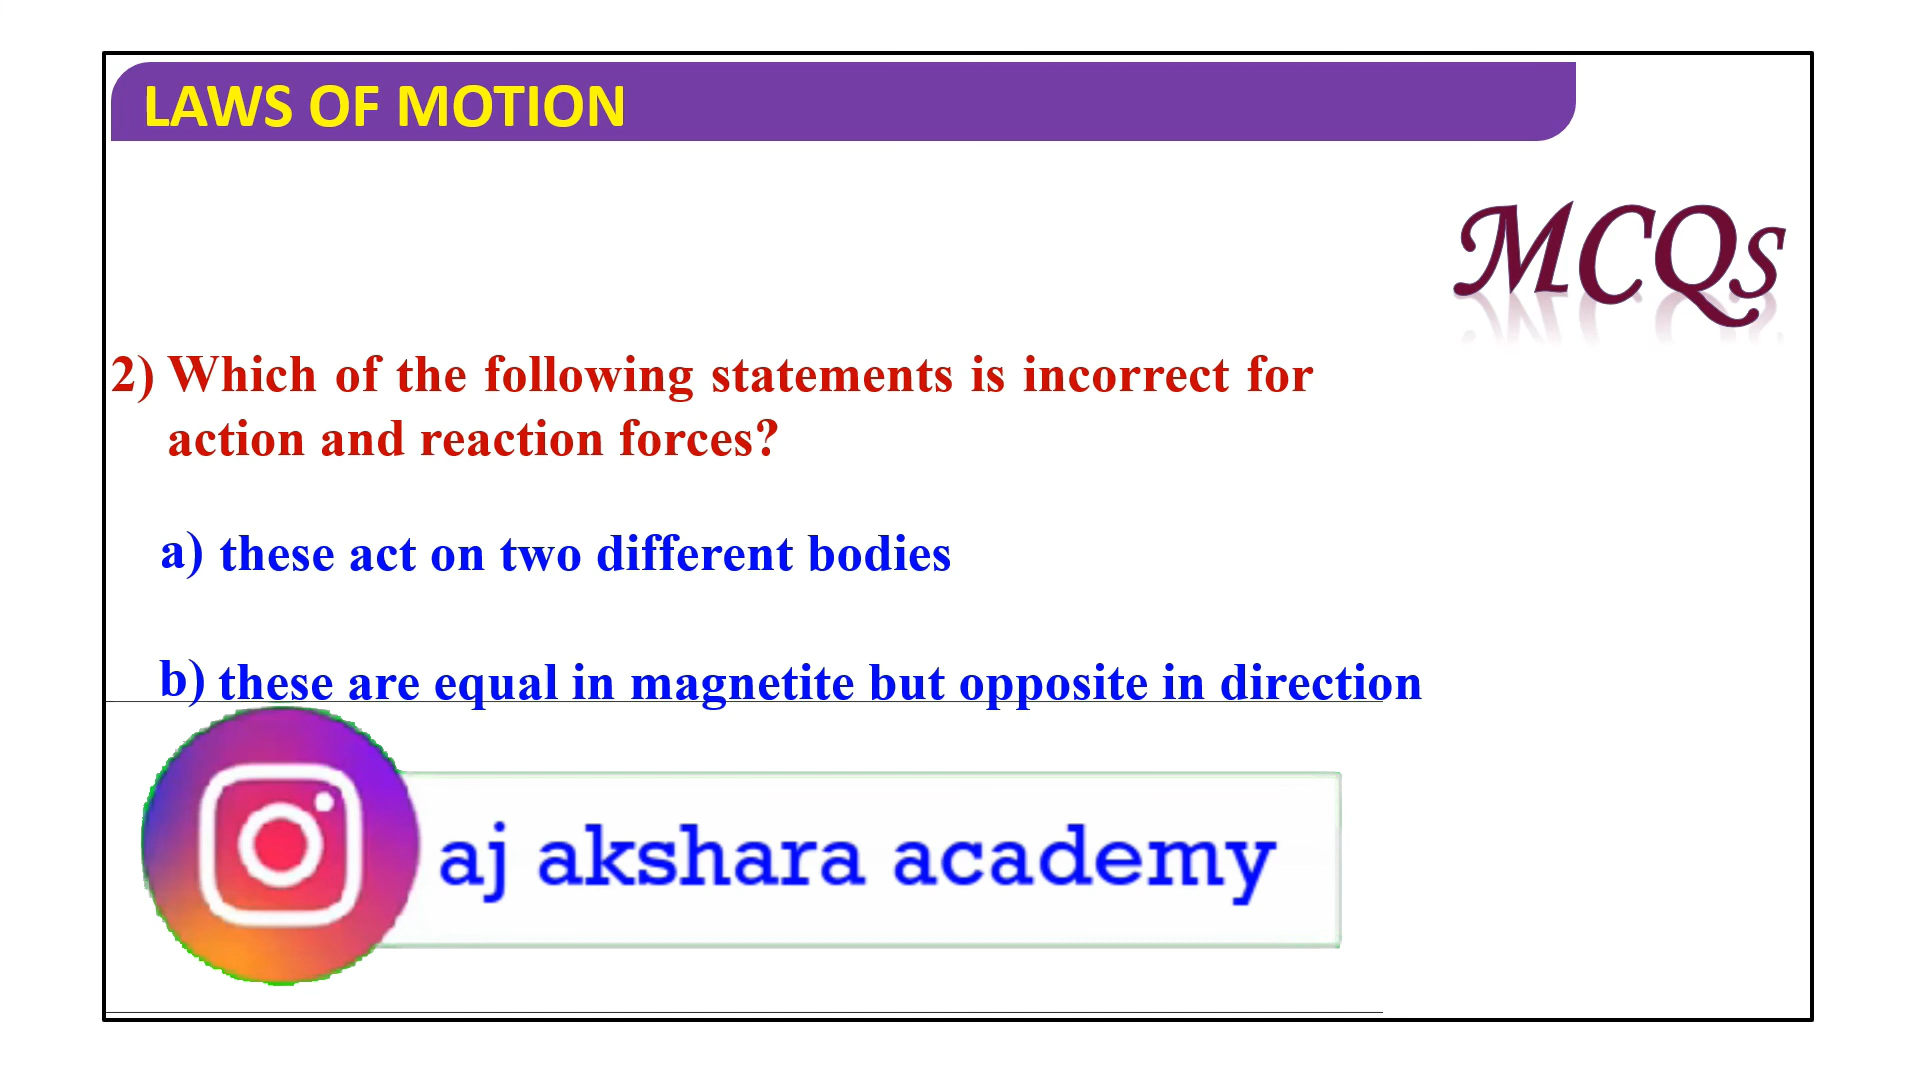 LAWS OF MOTION
MCQs
2) Which of the following statements is incorrect for
action and reaction forces?
a) these act on two different bodies
b) these are equal in magnetite but opposite in direction
aj akshara academy